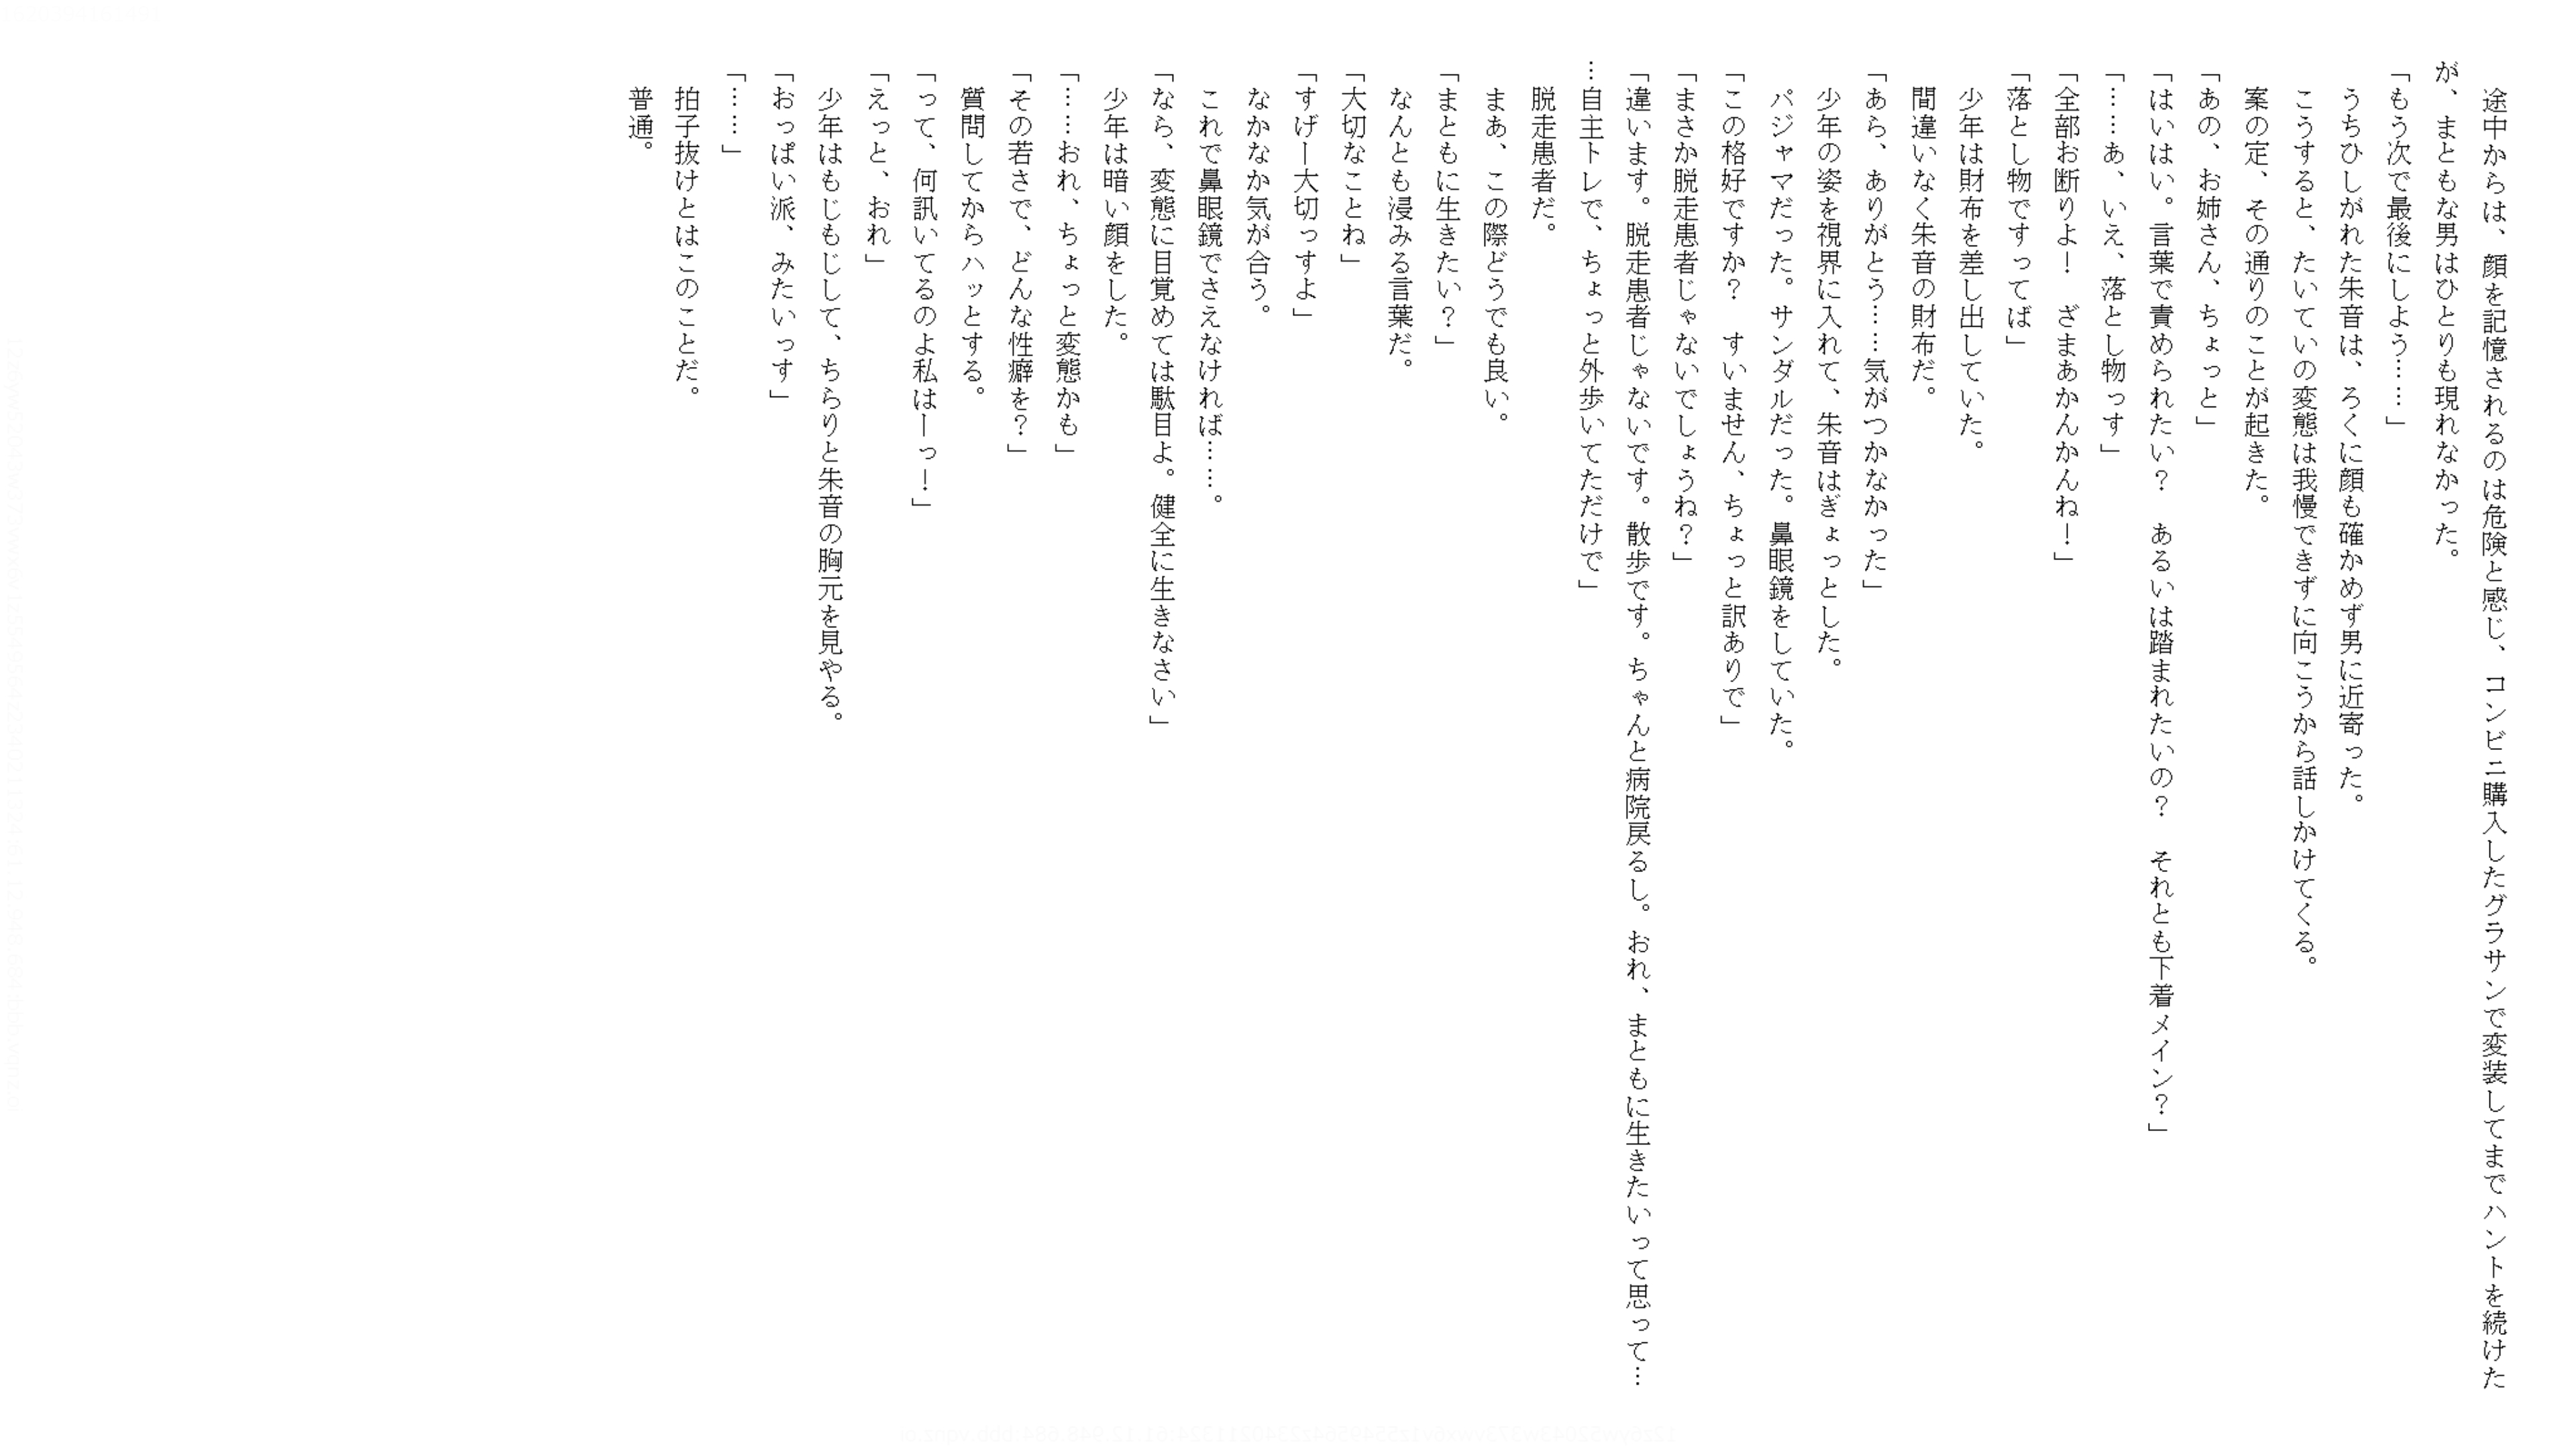 途中からは、顔を記憶されるのは危険と感じ、コンビニ購入したグラサンで変装してまでハントを続けた
が、まともな男はひとりも現れなかった。
「もう次で最後にしよう……」
うちひしがれた朱音は、ろくに顔も確かめず男に近寄った。
こうすると、たいていの変態は我慢できずに向こうから話しかけてくる。
案の定、その通りのことが起きた。
「あの、お姉さん、ちょっと」
「はいはい。言葉で責められたい？　あるいは踏まれたいの？　それとも下着メイン？」
「……あ、いえ、落とし物っす」
「全部お断りよ！　ざまあかんかんね！」
「落とし物ですってば」
少年は財布を差し出していた。
間違いなく朱音の財布だ。
「あら、ありがとう……気がつかなかった」
少年の姿を視界に入れて、朱音はぎょっとした。
パジャマだった。サンダルだった。鼻眼鏡をしていた。
「この格好ですか？　すいません、ちょっと訳ありで」
「まさか脱走患者じゃないでしょうね？」
「違います。脱走患者じゃないです。散歩です。ちゃんと病院戻るし。おれ、まともに生きたいって思って…
…自主トレで、ちょっと外歩いてただけで」
脱走患者だ。
まあ、この際どうでも良い。
「まともに生きたい？」
なんとも浸みる言葉だ。
「大切なことね」
「すげー大切っすよ」
なかなか気が合う。
これで鼻眼鏡でさえなければ……。
「なら、変態に目覚めては駄目よ。健全に生きなさい」
少年は暗い顔をした。
「……おれ、ちょっと変態かも」
「その若さで、どんな性癖を？」
質問してからハッとする。
「って、何訊いてるのよ私はーっ！」
「えっと、おれ」
少年はもじもじして、ちらりと朱音の胸元を見やる。
「おっぱい派、みたいっす」
「……」
拍子抜けとはこのことだ。
普通。